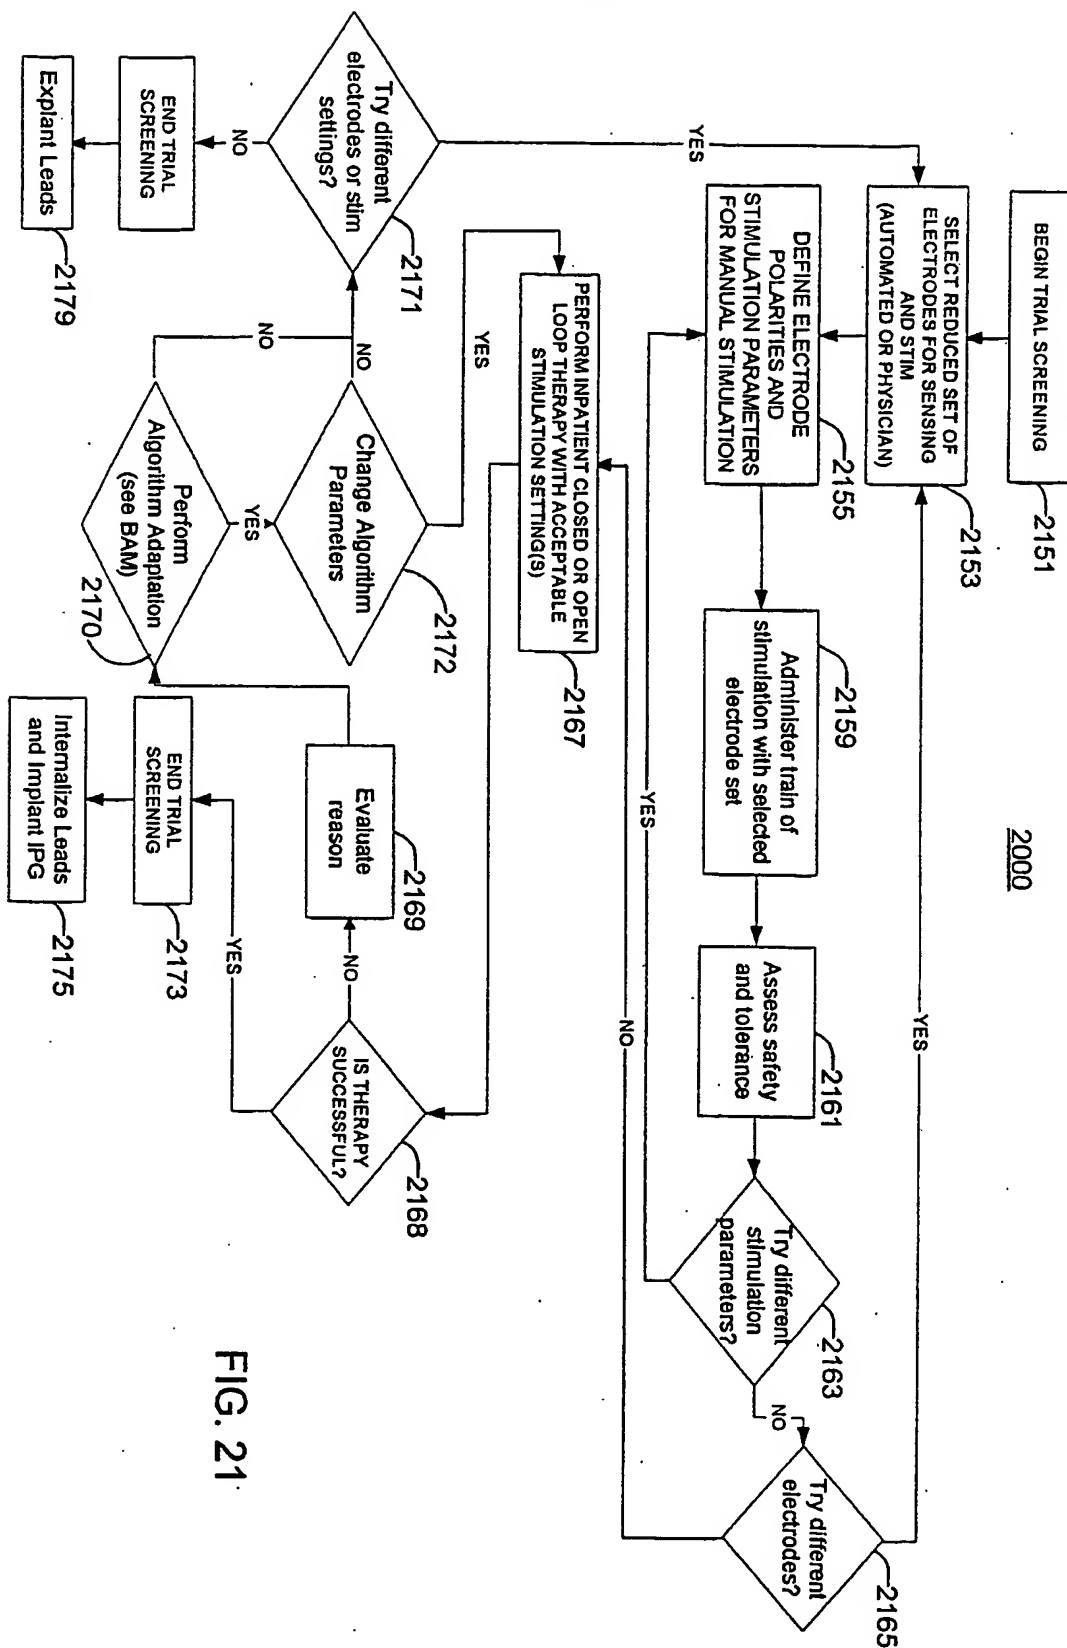 2000
BEGIN TRIAL SCREENING
2151
SELECT REDUCED SET OF
ELECTRODES FOR SENSING
AND STIM
(AUTOMATED OR PHYSICIAN)
2153
DEFINE ELECTRODE
POLARITIES AND
STIMULATION PARAMETERS
FOR MANUAL STIMULATION
2155
Administer train of
stimulation with selected
electrode set
2159
Assess safety
and tolerance
2161
Try different
stimulation
parameters?
2163
YES
NO
Try different
electrodes?
2165
YES
NO
PERFORM INPATIENT CLOSED OR OPEN
LOOP THERAPY WITH ACCEPTABLE
STIMULATION SETTING(S)
2167
IS THERAPY
SUCCESSFUL?
2168
NO
YES
Evaluate
reason
2169
END TRIAL
SCREENING
2173
Internalize Leads
and Implant IPG
2175
Perform
Algorithm Adaptation
(see BAM)
2170
YES
NO
Change Algorithm
Parameters
2172
YES
NO
Try different
electrodes or stim
settings?
2171
YES
NO
END TRIAL
SCREENING
Explant Leads
2179
FIG. 21